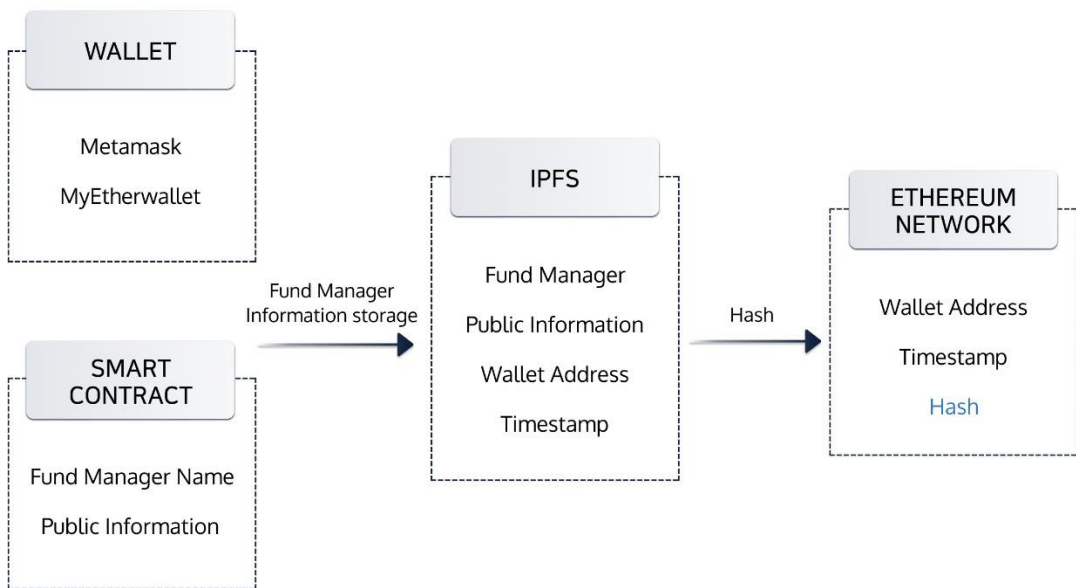 WALLET
Metamask
MyEtherwallet
SMART
CONTRACT
Fund Manager Name
Public Information
Fund Manager
Information storage
IPFS
Fund Manager
Public Information
Wallet Address
Timestamp
Hash
ETHEREUM
NETWORK
Wallet Address
Timestamp
Hash